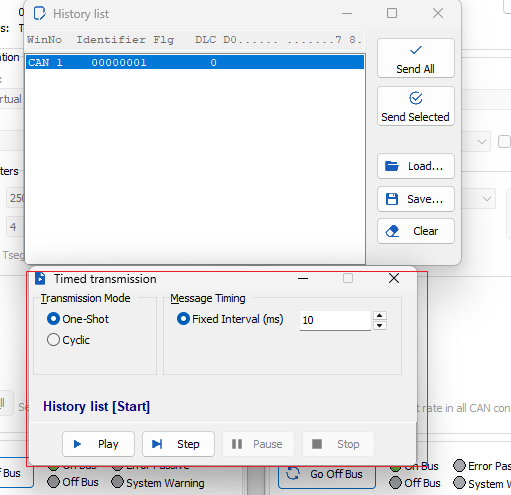 History list
WinNo Identifier Flg DLC D0...... .......7 8.
CAN 1 00000001 0
Send All
Send Selected
Load...
Save...
Clear
ation
rtual
ters
250
4
Tseg
Timed transmission
Transmission Mode
One-Shot
Cyclic
Message Timing
Fixed Interval (ms)
10
History list [Start]
Play
Step
Pause
Stop
rate in all CAN con
On Bus
Error Passive
Off Bus
System Warning
Go Off Bus
On Bus
Error Pas
Off Bus
System W
ff Bus